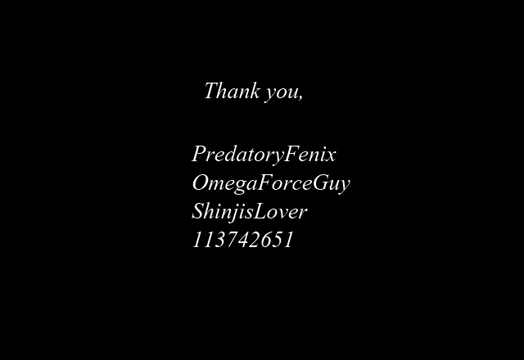 Thank you,
PredatoryFenix
OmegaForceGuy
ShinjisLover
113742651